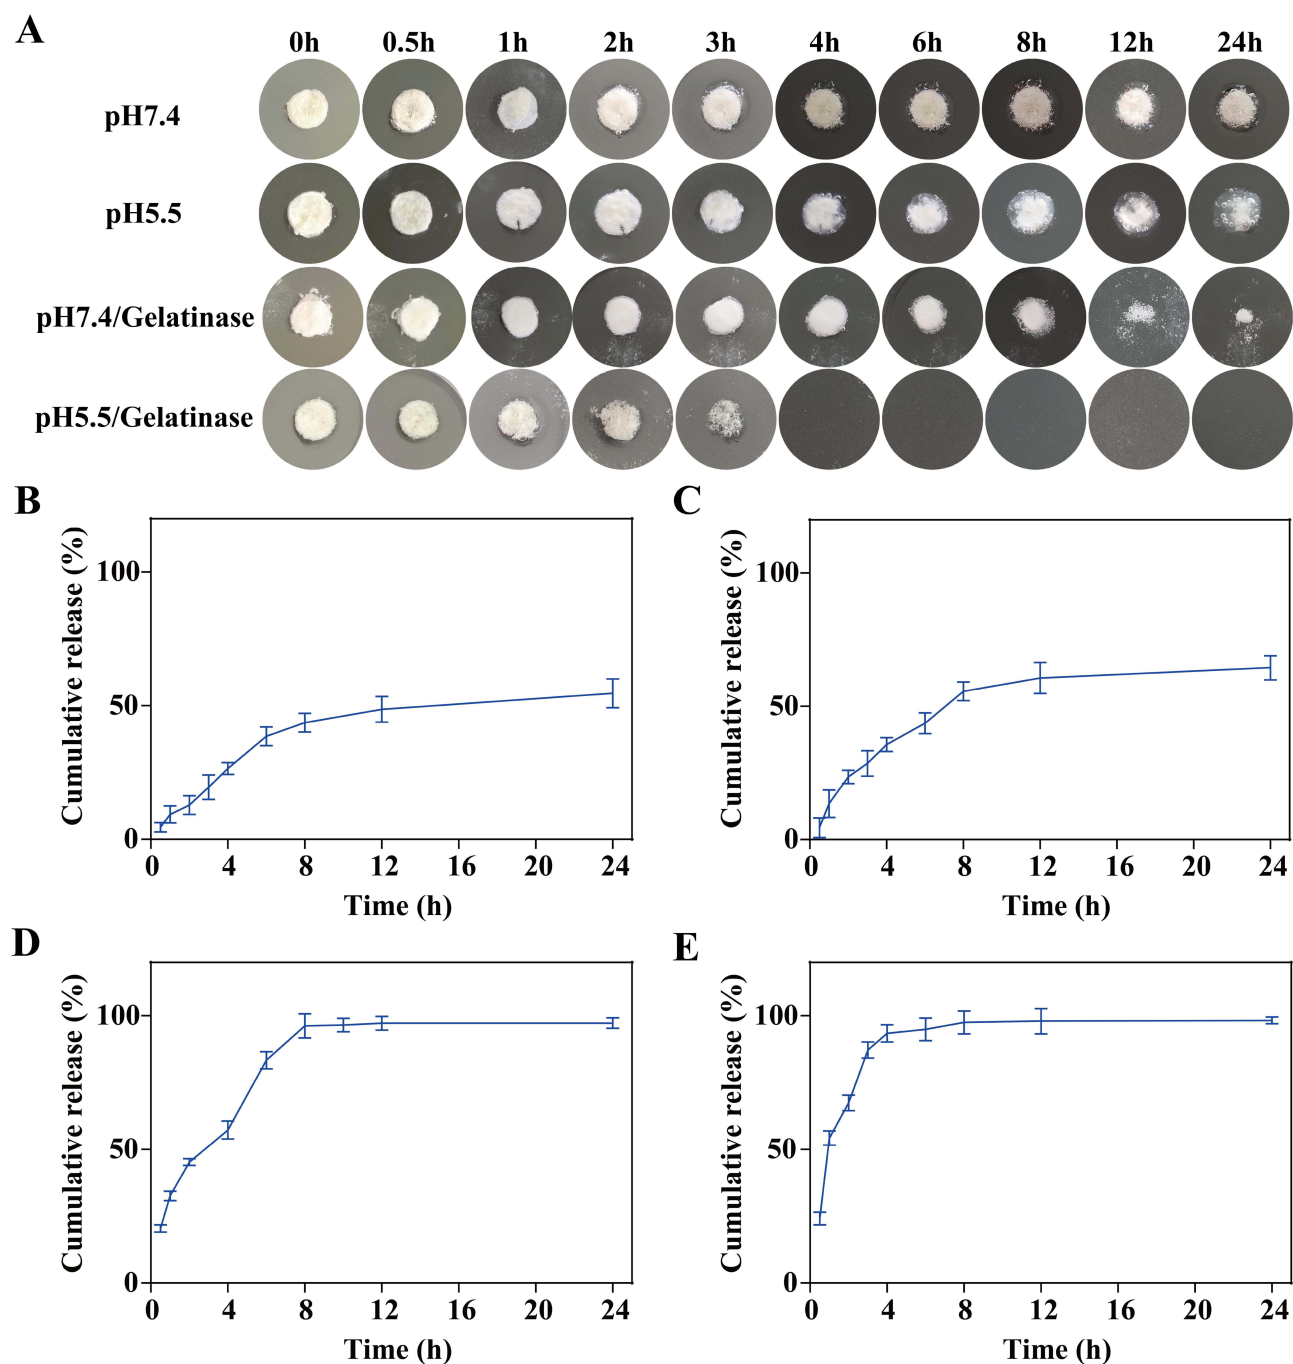 A
0h 0.5h 1h 2h 3h 4h 6h 8h 12h 24h
pH7.4
pH5.5
pH7.4/Gelatinase
pH5.5/Gelatinase
B
Cumulative release (%)
100
50
0
0 4 8 12 16 20 24
Time (h)
C
Cumulative release (%)
100
50
0
0 4 8 12 16 20 24
Time (h)
D
Cumulative release (%)
100
50
0
0 4 8 12 16 20 24
Time (h)
E
Cumulative release (%)
100
50
0
0 4 8 12 16 20 24
Time (h)